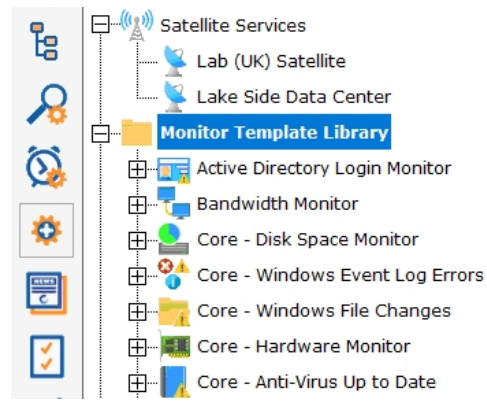 Satellite Services
Lab (UK) Satellite
Lake Side Data Center
Monitor Template Library
Active Directory Login Monitor
Bandwidth Monitor
Core - Disk Space Monitor
Core - Windows Event Log Errors
Core - Windows File Changes
Core - Hardware Monitor
Core - Anti-Virus Up to Date